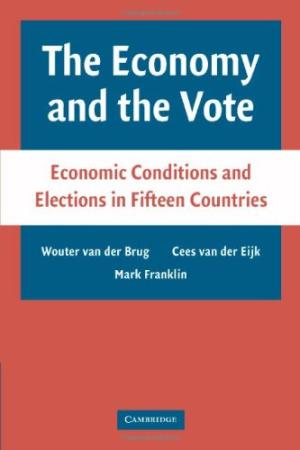 The Economy
and the Vote
Economic Conditions and
Elections in Fifteen Countries
Wouter van der Brug Cees van der Eijk
Mark Franklin
CAMBRIDGE